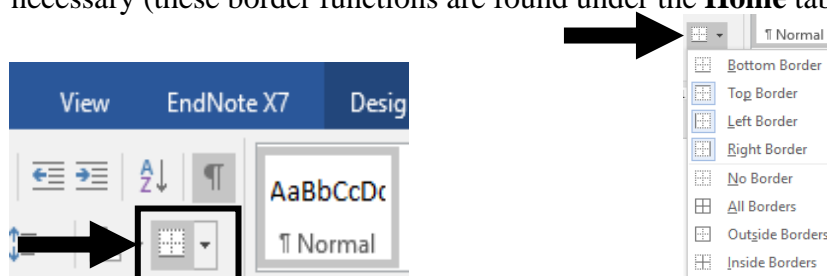 necessary (these border functions are found under the Home tab
View EndNote X7 Desig
AaBbCcDc
¶ Normal
¶ Normal
Bottom Border
Top Border
Left Border
Right Border
No Border
All Borders
Outside Borders
Inside Borders